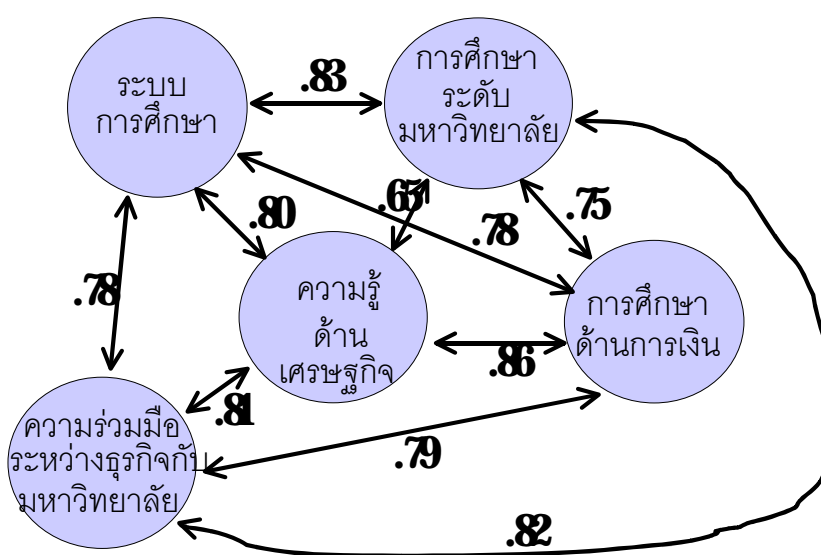 ระบบ
การศึกษา
.83
การศึกษา
ระดับ
มหาวิทยาลัย
.80
.65
.78
.75
.78
ความรู้
ด้าน
เศรษฐกิจ
การศึกษา
ด้านการเงิน
.86
.81
ความร่วมมือ
ระหว่างธุรกิจกับ
มหาวิทยาลัย
.79
.82